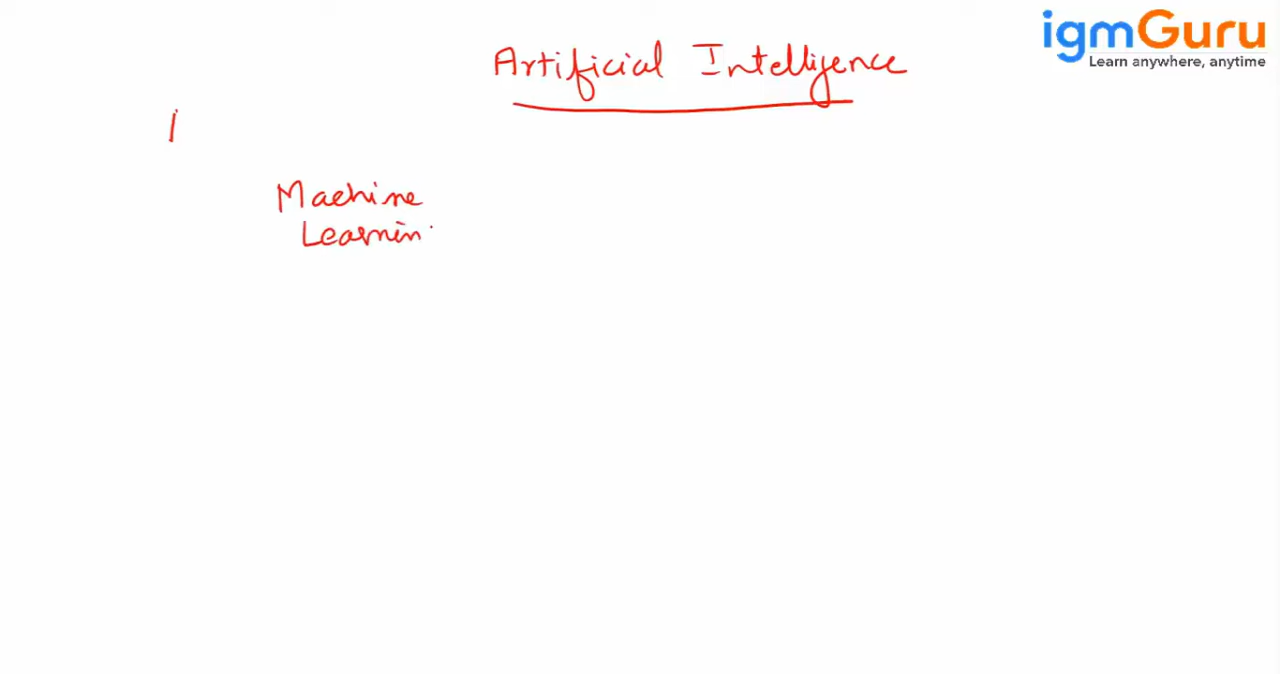 igmGuru
Learn anywhere, anytime
Artificial Intelligence
Machine
Learnin